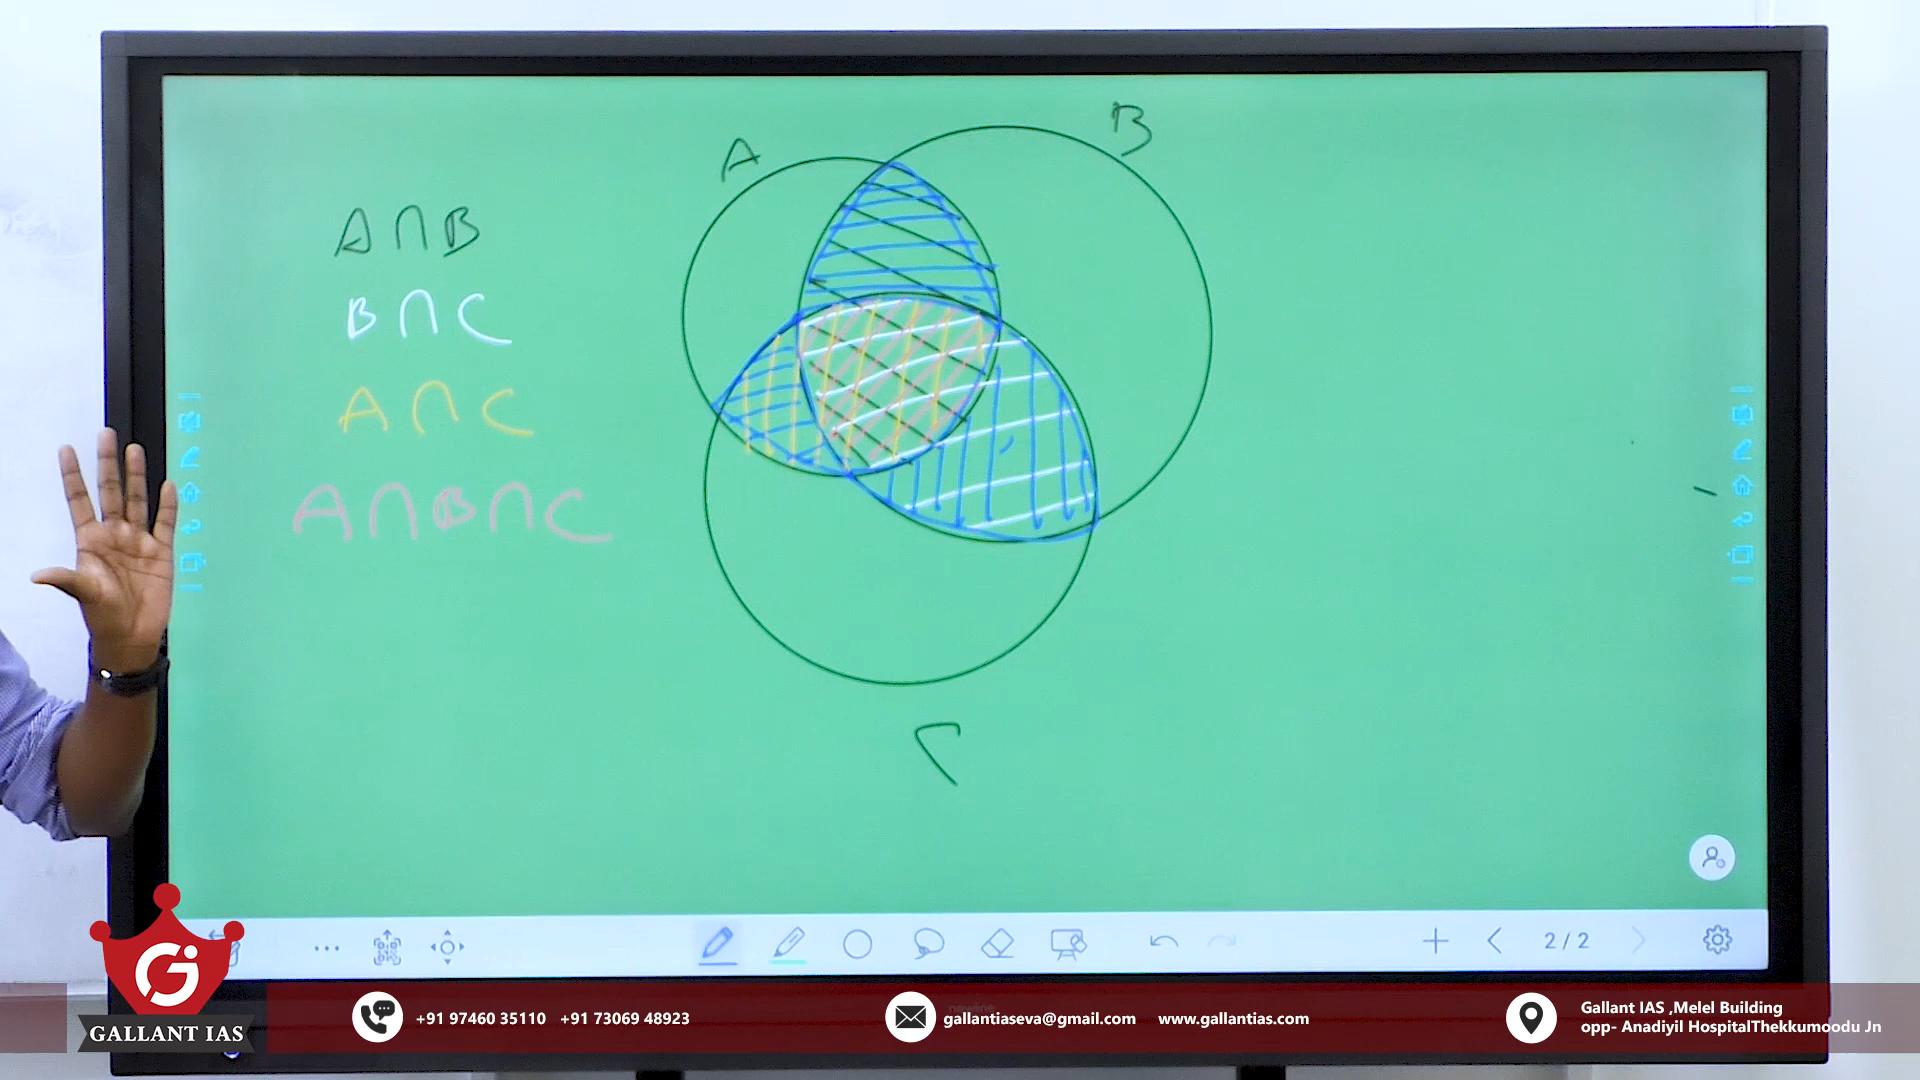 A
B
A∩B
B∩C
A∩C
A∩B∩C
2/2
GALLANT IAS
+91 97460 35110 +91 73069 48923
gallantiaseva@gmail.com www.gallantias.com
Gallant IAS ,Melel Building
opp- Anadiyil HospitalThekkumoodu Jn